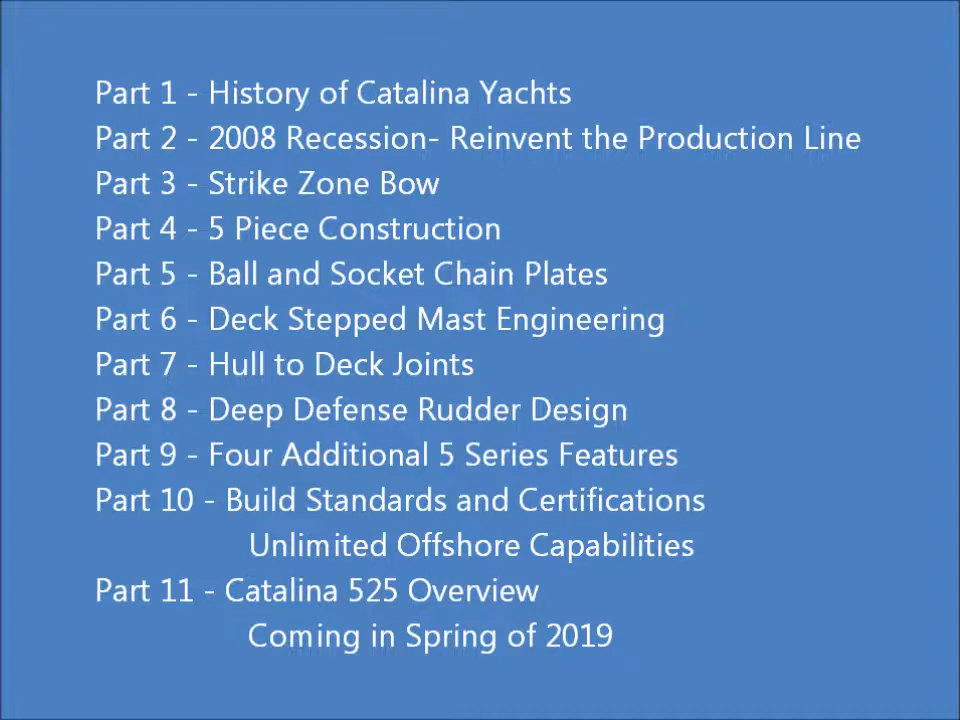 Part 1 - History of Catalina Yachts
Part 2 - 2008 Recession- Reinvent the Production Line
Part 3 - Strike Zone Bow
Part 4 - 5 Piece Construction
Part 5 - Ball and Socket Chain Plates
Part 6 - Deck Stepped Mast Engineering
Part 7 - Hull to Deck Joints
Part 8 - Deep Defense Rudder Design
Part 9 - Four Additional 5 Series Features
Part 10 - Build Standards and Certifications
Unlimited Offshore Capabilities
Part 11 - Catalina 525 Overview
Coming in Spring of 2019